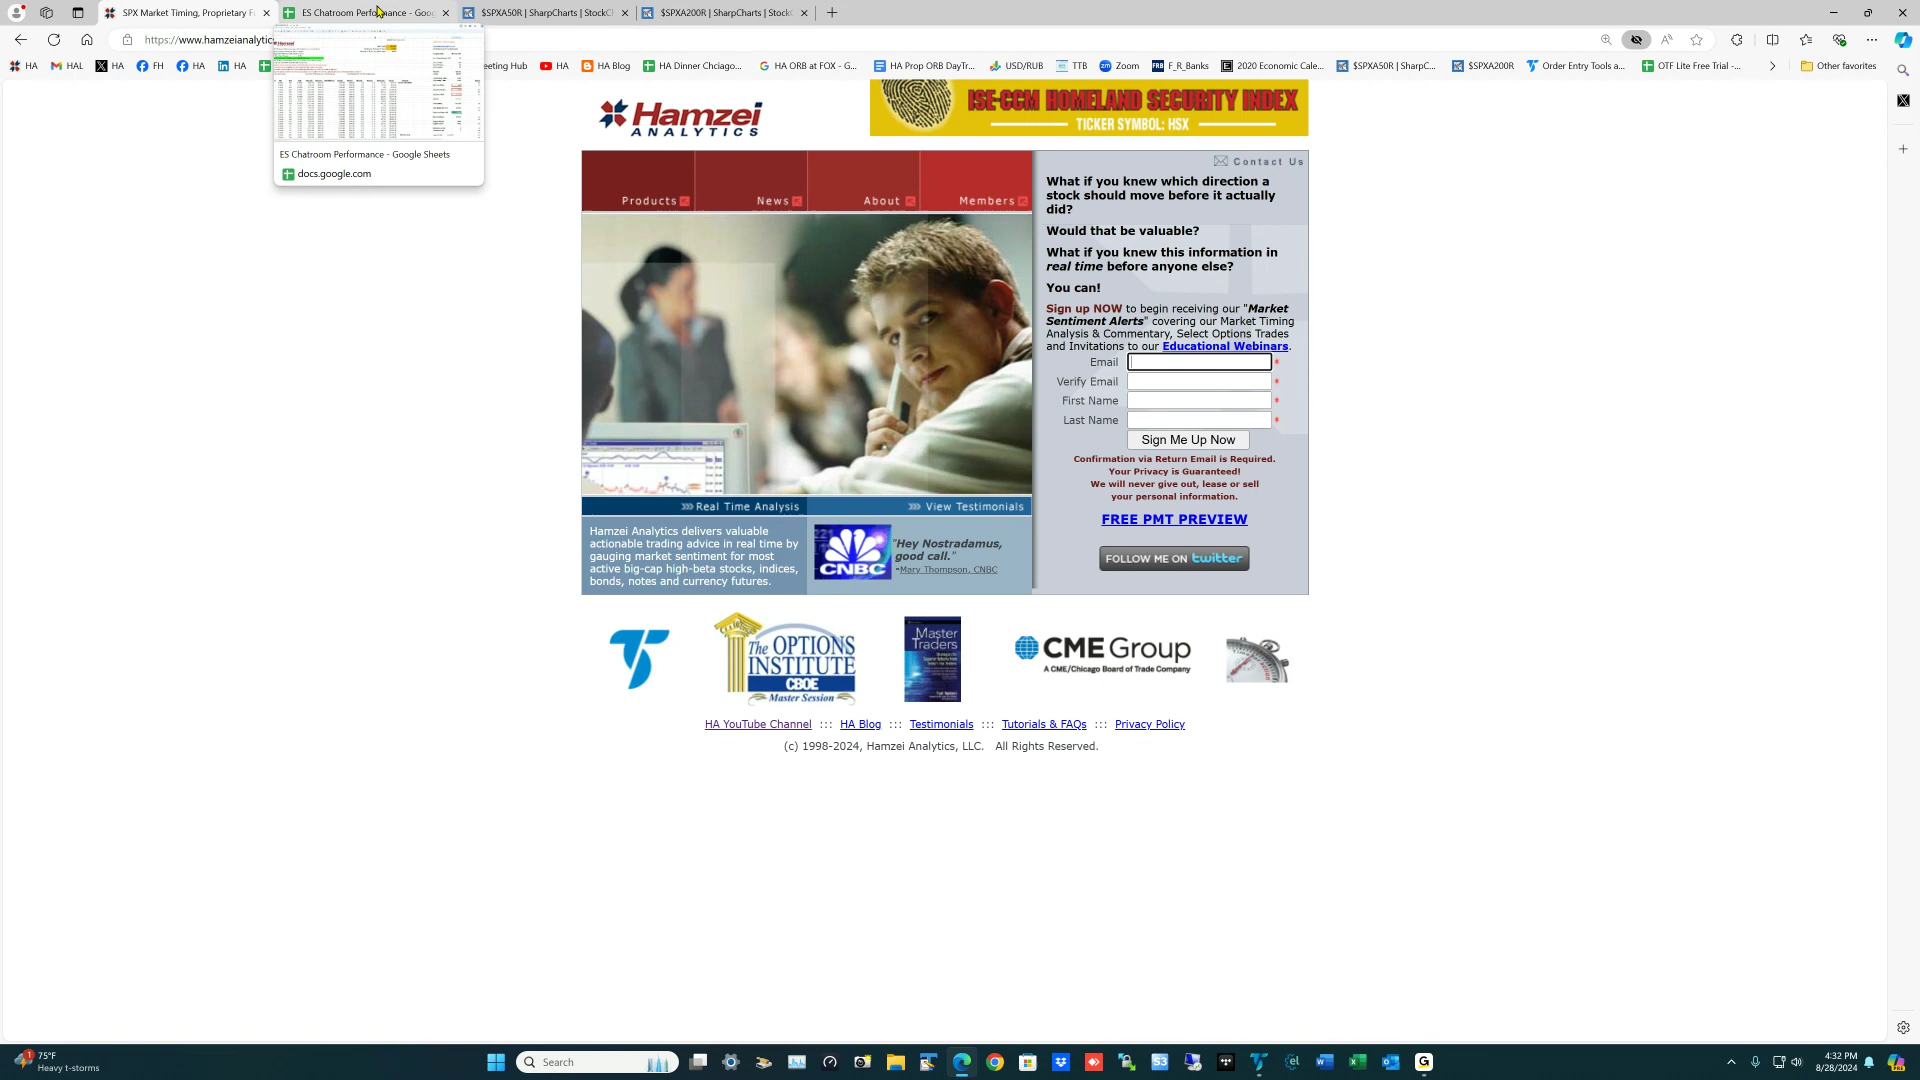 SPX Market Timing, Proprietary F
ES Chatroom Performance - Goog
$SPXA50R | SharpCharts | StockCh
$SPXA200R | SharpCharts | StockC
https://www.hamzeianalytic
HA
HAL
HA
FH
HA
HA
eeting Hub
HA
HA Blog
HA Dinner Chciago...
HA ORB at FOX - G...
HA Prop ORB DayTr...
USD/RUB
TTB
Zoom
F_R_Banks
2020 Economic Cale...
$SPXA50R | SharpC...
$SPXA200R
Order Entry Tools a...
OTF Lite Free Trial -...
Other favorites
ES Chatroom Performance - Google Sheets
docs.google.com
Hamzei
ANALYTICS
ISE-CCM HOMELAND SECURITY INDEX
TICKER SYMBOL: HSX
Products
News
About
Members
Contact Us
What if you knew which direction a
stock should move before it actually
did?
Would that be valuable?
What if you knew this information in
real time before anyone else?
You can!
Sign up NOW to begin receiving our "Market
Sentiment Alerts" covering our Market Timing
Analysis & Commentary, Select Options Trades
and Invitations to our Educational Webinars.
Email *
Verify Email *
First Name *
Last Name *
Sign Me Up Now
Confirmation via Return Email is Required.
Your Privacy is Guaranteed!
We will never give out, lease or sell
your personal information.
FREE PMT PREVIEW
FOLLOW ME ON twitter
Real Time Analysis
View Testimonials
Hamzei Analytics delivers valuable
actionable trading advice in real time by
gauging market sentiment for most
active big-cap high-beta stocks, indices,
bonds, notes and currency futures.
CNBC
"Hey Nostradamus,
good call."
-Mary Thompson, CNBC
The OPTIONS
INSTITUTE
CBOE
Master Session
Master
Traders
CME Group
A CME/Chicago Board of Trade Company
HA YouTube Channel ::: HA Blog ::: Testimonials ::: Tutorials & FAQs ::: Privacy Policy
(c) 1998-2024, Hamzei Analytics, LLC. All Rights Reserved.
1
75°F
Heavy t-storms
Search
4:32 PM
8/28/2024